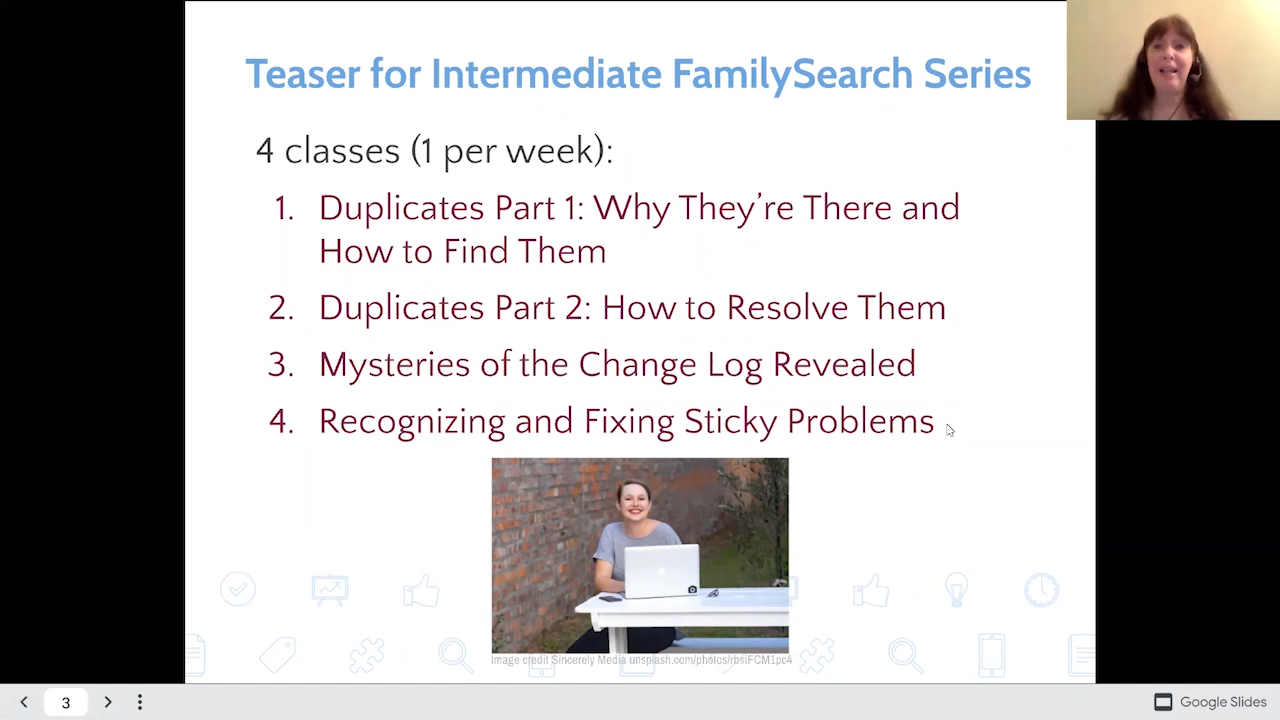 Teaser for Intermediate FamilySearch Series
4 classes (1 per week):
1. Duplicates Part 1: Why They’re There and
How to Find Them
2. Duplicates Part 2: How to Resolve Them
3. Mysteries of the Change Log Revealed
4. Recognizing and Fixing Sticky Problems
Image credit Sincerely Media unsplash.com/photos/rbsiFCM1pc4
3
Google Slides